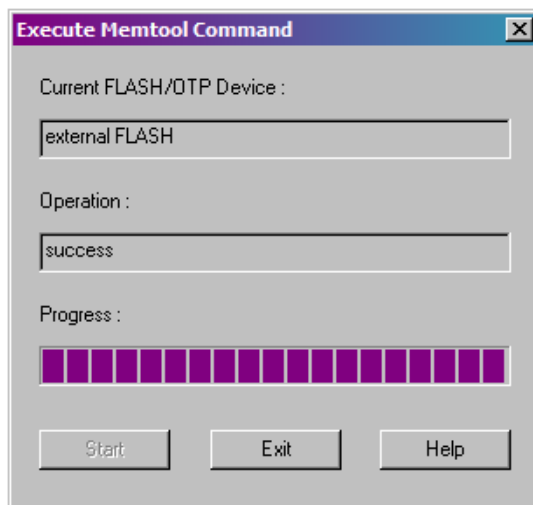 Execute Memtool Command
Current FLASH/OTP Device :
external FLASH
Operation :
success
Progress :
Start Exit Help